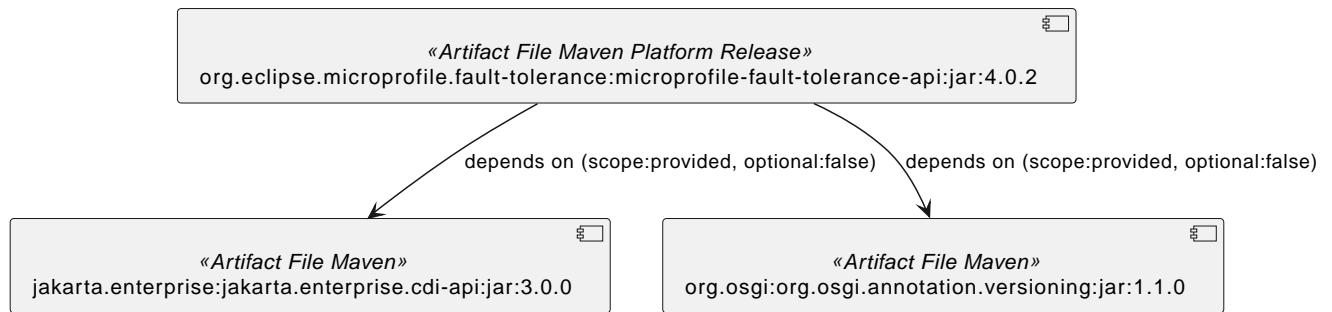 «Artifact File Maven Platform Release»
org.eclipse.microprofile.fault-tolerance:microprofile-fault-tolerance-api:jar:4.0.2
depends on (scope:provided, optional:false)
depends on (scope:provided, optional:false)
«Artifact File Maven»
jakarta.enterprise:jakarta.enterprise.cdi-api:jar:3.0.0
«Artifact File Maven»
org.osgi:org.osgi.annotation.versioning:jar:1.1.0